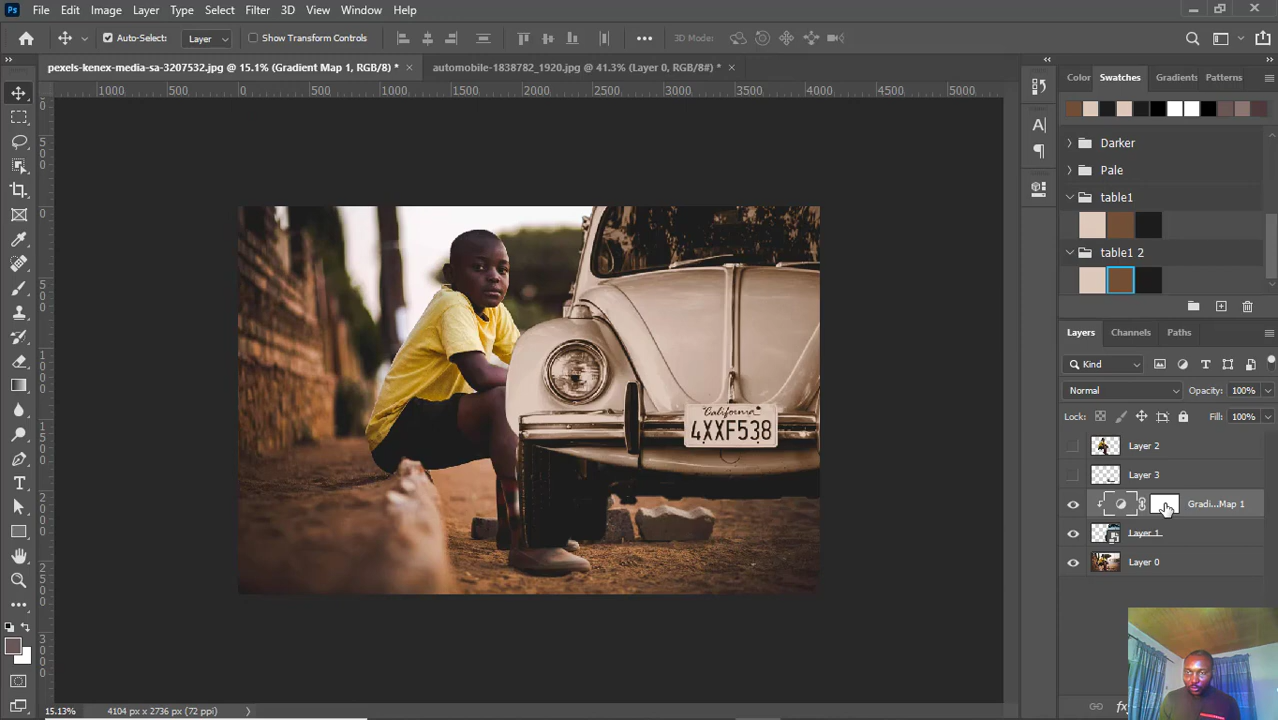 Ps File Edit Image Layer Type Select Filter 3D View Window Help
Auto-Select: Layer Show Transform Controls 3D Mode:
pexels-kenex-media-sa-3207532.jpg @ 15.1% (Gradient Map 1, RGB/8) * automobile-1838782_1920.jpg @ 41.3% (Layer 0, RGB/8#) *
1000 500 0 500 1000 1500 2000 2500 3000 3500 4000 4500 5000
Color Swatches Gradients Patterns
Darker
Pale
table1
table1 2
Layers Channels Paths
Kind
Normal Opacity: 100%
Lock: Fill: 100%
Layer 2
Layer 3
Gradi...Map 1
Layer 1
Layer 0
California
4XXF538
fx
15.13% 4104 px x 2736 px (72 ppi)